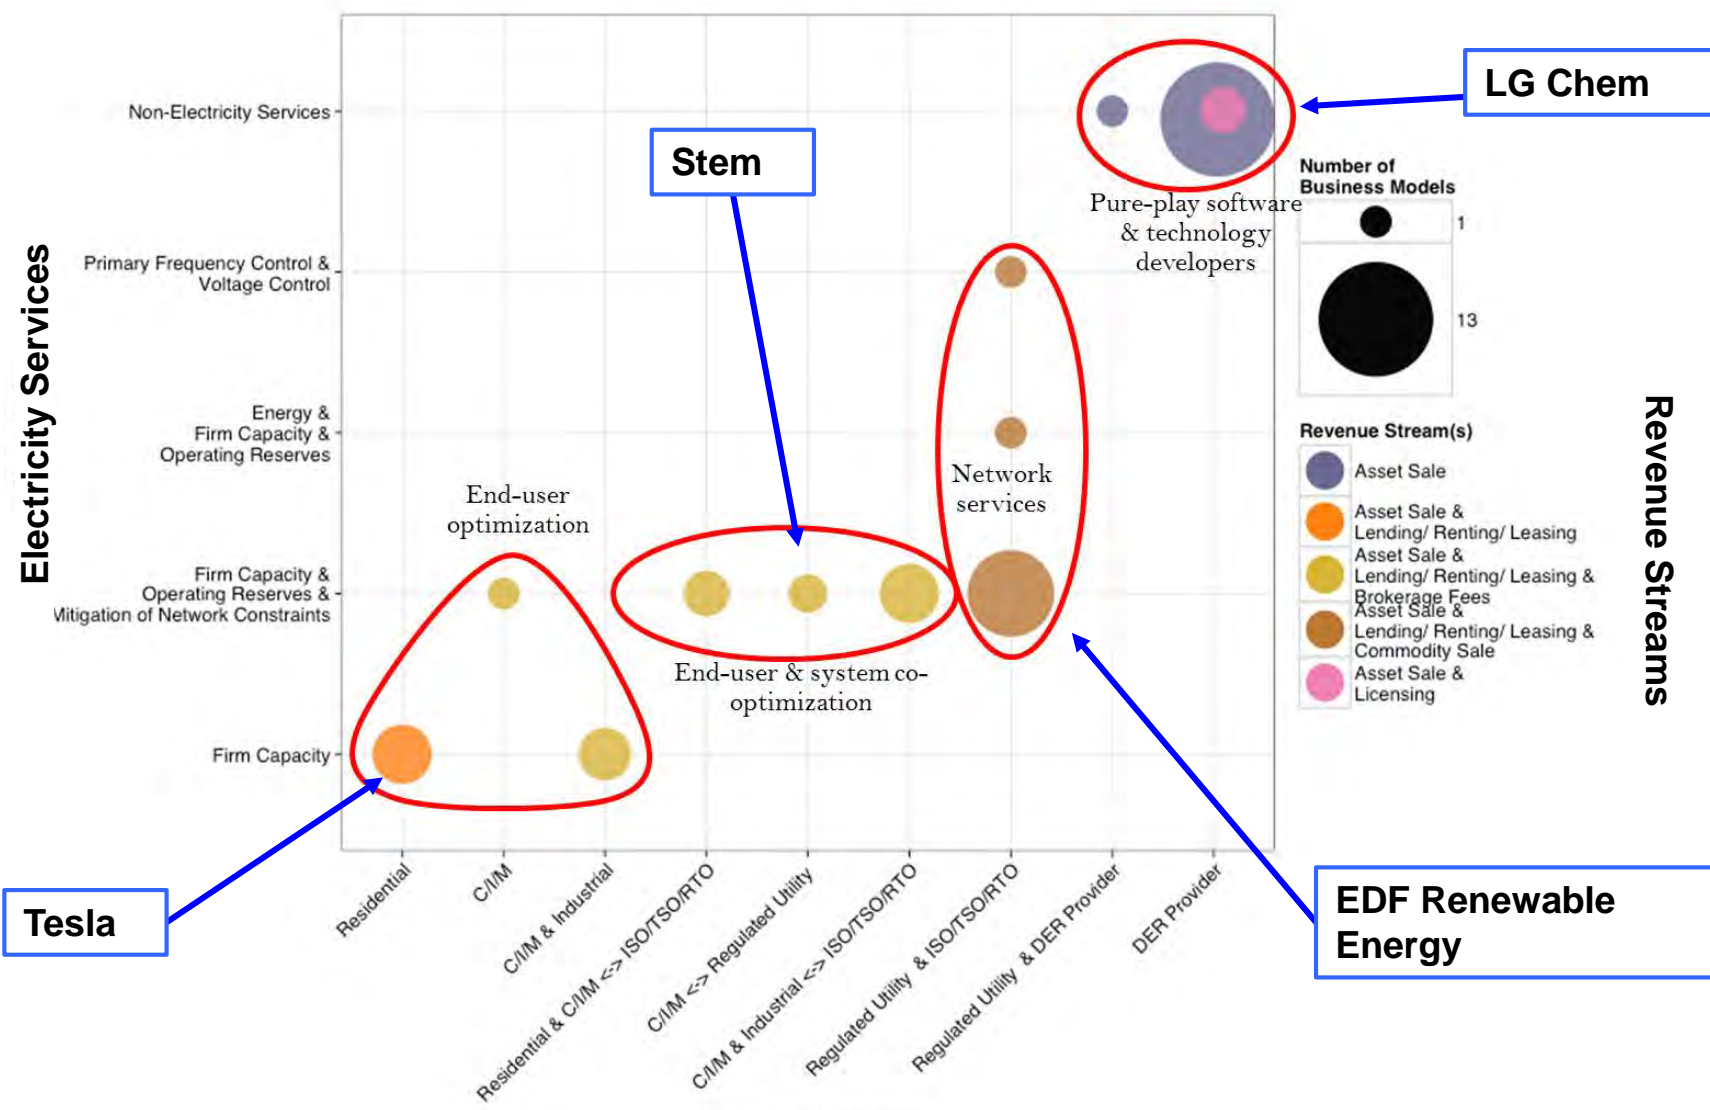 LG Chem
Stem
Non-Electricity Services
Number of
Business Models
1
13
Pure-play software
& technology
developers
Primary Frequency Control &
Voltage Control
Electricity Services
Energy &
Firm Capacity &
Operating Reserves
Network
services
End-user
optimization
Firm Capacity &
Operating Reserves &
Mitigation of Network Constraints
End-user & system co-
optimization
Firm Capacity
Revenue Stream(s)
Asset Sale
Asset Sale &
Lending/ Renting/ Leasing
Asset Sale &
Lending/ Renting/ Leasing &
Brokerage Fees
Asset Sale &
Lending/ Renting/ Leasing &
Commodity Sale
Asset Sale &
Licensing
Revenue Streams
Tesla
EDF Renewable
Energy
Residential
C/I/M
C/I/M & Industrial
Residential & C/I/M <-> ISO/TSO/RTO
C/I/M <-> Regulated Utility
C/I/M & Industrial <-> ISO/TSO/RTO
Regulated Utility & ISO/TSO/RTO
Regulated Utility & DER Provider
DER Provider